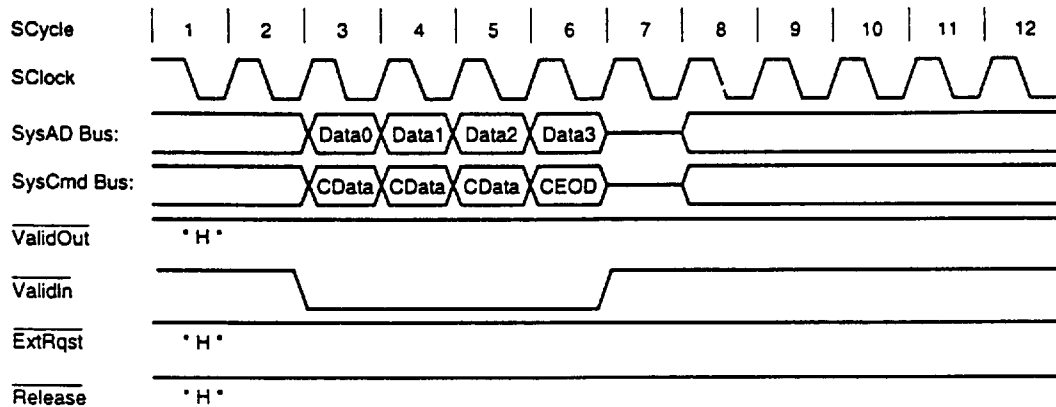 SCycle 1 2 3 4 5 6 7 8 9 10 11 12
SClock
SysAD Bus: Data0 Data1 Data2 Data3
SysCmd Bus: CData CData CData CEOD
ValidOut " H "
ValidIn
ExtRqst " H "
Release " H "